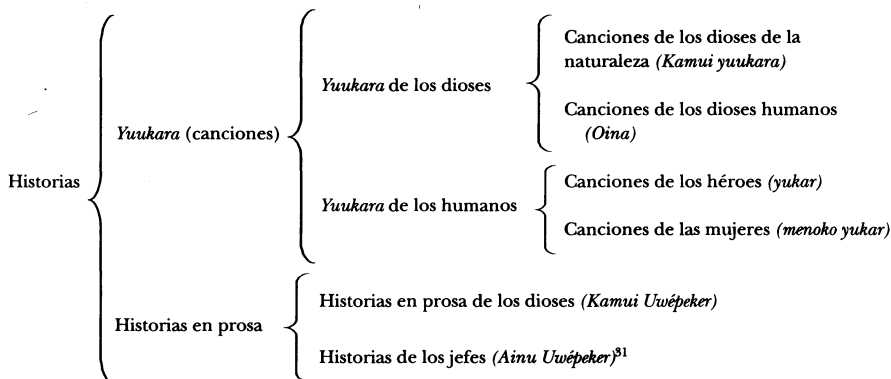 Historias
Yuukara (canciones)
Yuukara de los dioses
Canciones de los dioses de la
naturaleza (Kamui yuukara)
Canciones de los dioses humanos
(Oina)
Yuukara de los humanos
Canciones de los héroes (yukar)
Canciones de las mujeres (menoko yukar)
Historias en prosa
Historias en prosa de los dioses (Kamui Uwépeker)
Historias de los jefes (Ainu Uwépeker)³¹